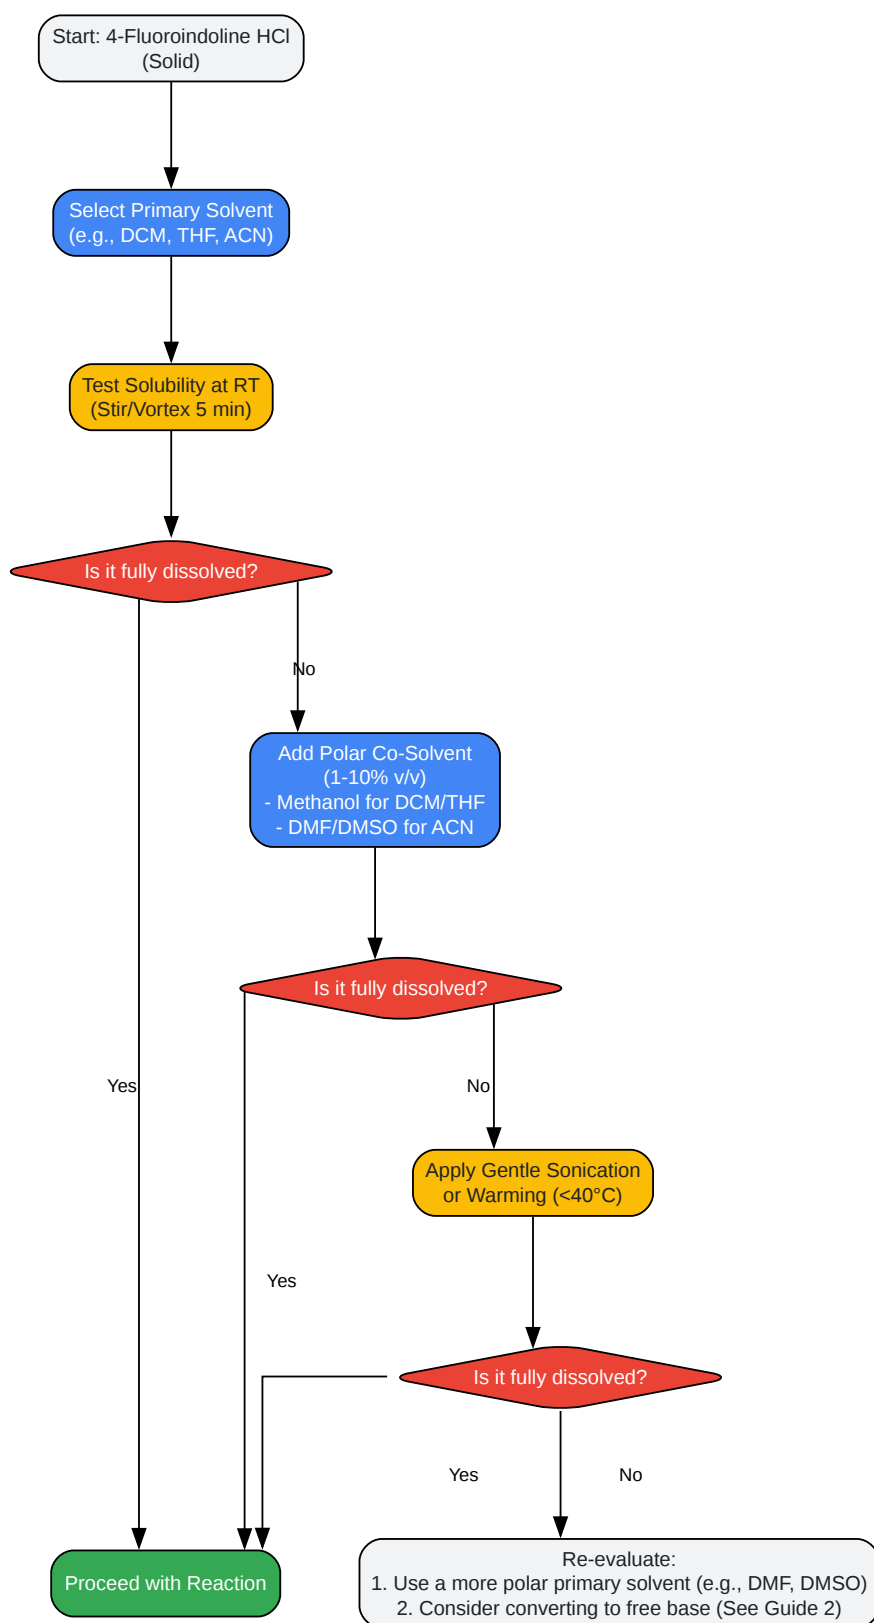 Start: 4-Fluoroindoline HCl
(Solid)
Select Primary Solvent
(e.g., DCM, THF, ACN)
Test Solubility at RT
(Stir/Vortex 5 min)
Is it fully dissolved?
No
Add Polar Co-Solvent
(1-10% v/v)
- Methanol for DCM/THF
- DMF/DMSO for ACN
Is it fully dissolved?
Yes
No
Apply Gentle Sonication
or Warming (<40°C)
Yes
Is it fully dissolved?
Yes
No
Proceed with Reaction
Re-evaluate:
1. Use a more polar primary solvent (e.g., DMF, DMSO)
2. Consider converting to free base (See Guide 2)